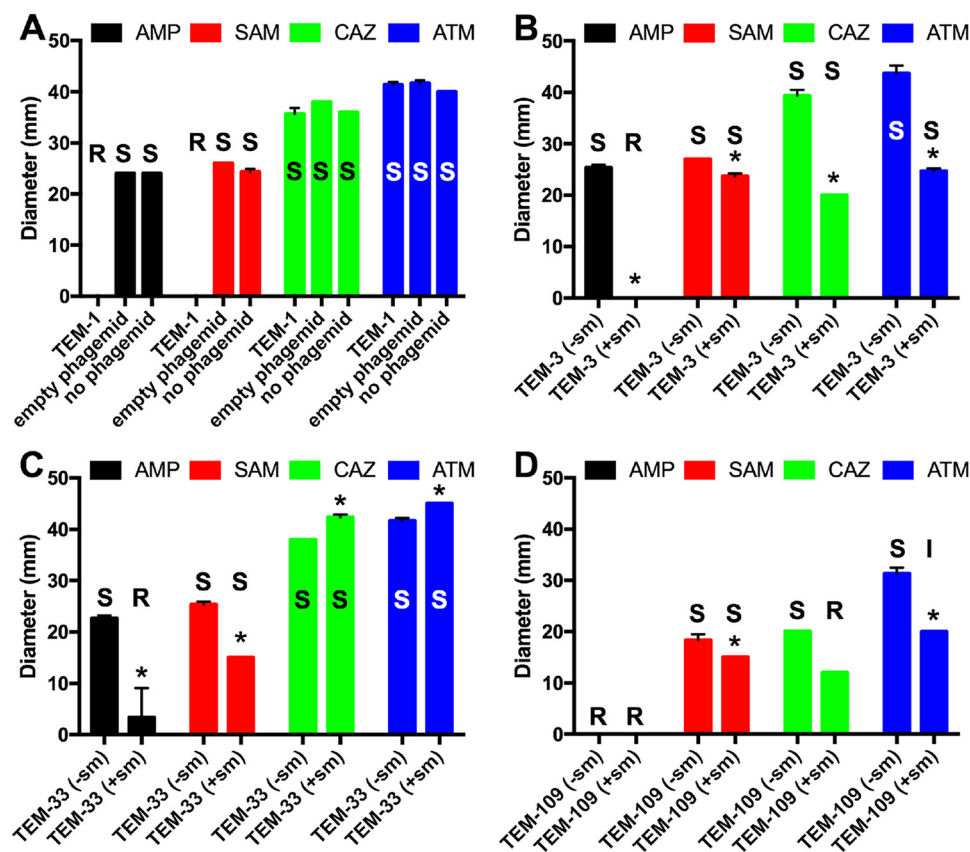 A AMP SAM CAZ ATM
Diameter (mm)
50
40
30
20
10
0
R S S R S S S S S S S S
TEM-1 empty phagemid no phagemid TEM-1 empty phagemid no phagemid TEM-1 empty phagemid no phagemid TEM-1 empty phagemid no phagemid
B AMP SAM CAZ ATM
Diameter (mm)
50
40
30
20
10
0
S R S S S S S S
* * * *
TEM-3 (-sm) TEM-3 (+sm) TEM-3 (-sm) TEM-3 (+sm) TEM-3 (-sm) TEM-3 (+sm) TEM-3 (-sm) TEM-3 (+sm)
C AMP SAM CAZ ATM
Diameter (mm)
50
40
30
20
10
0
S R S S S S S S
* * * *
TEM-33 (-sm) TEM-33 (+sm) TEM-33 (-sm) TEM-33 (+sm) TEM-33 (-sm) TEM-33 (+sm) TEM-33 (-sm) TEM-33 (+sm)
D AMP SAM CAZ ATM
Diameter (mm)
50
40
30
20
10
0
R R S S S R S I
* *
TEM-109 (-sm) TEM-109 (+sm) TEM-109 (-sm) TEM-109 (+sm) TEM-109 (-sm) TEM-109 (+sm) TEM-109 (-sm) TEM-109 (+sm)